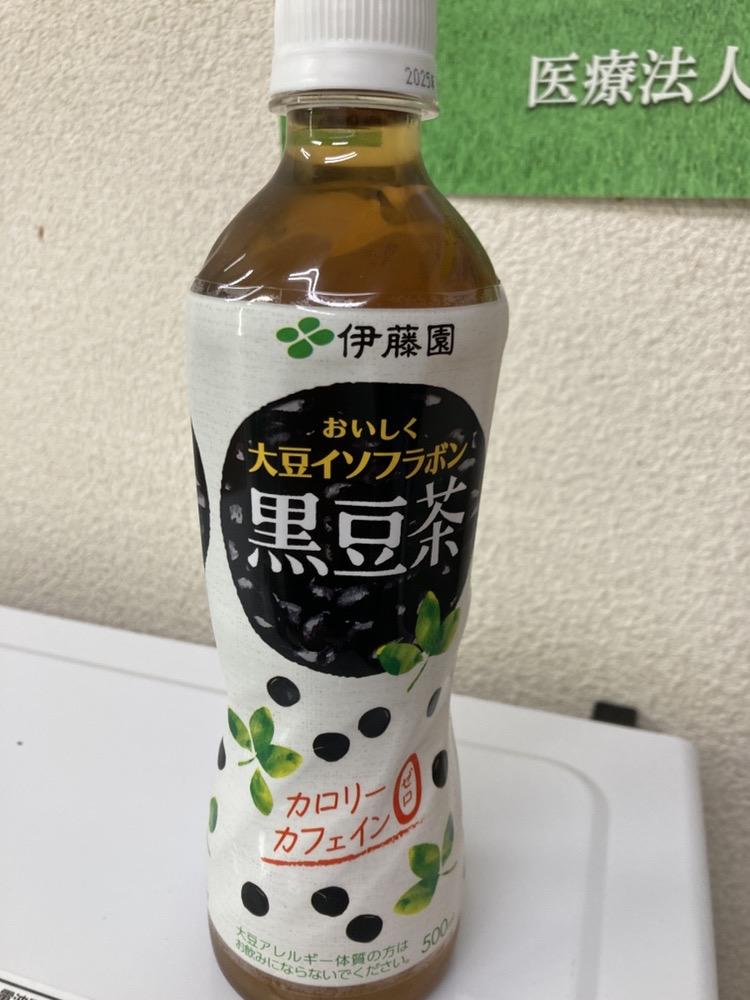 2025
医療法人
伊藤園
おいしく
大豆イソフラボン
黒豆茶
カロリー
カフェイン
ゼロ
大豆アレルギー体質の方は
お飲みにならないでください。
500